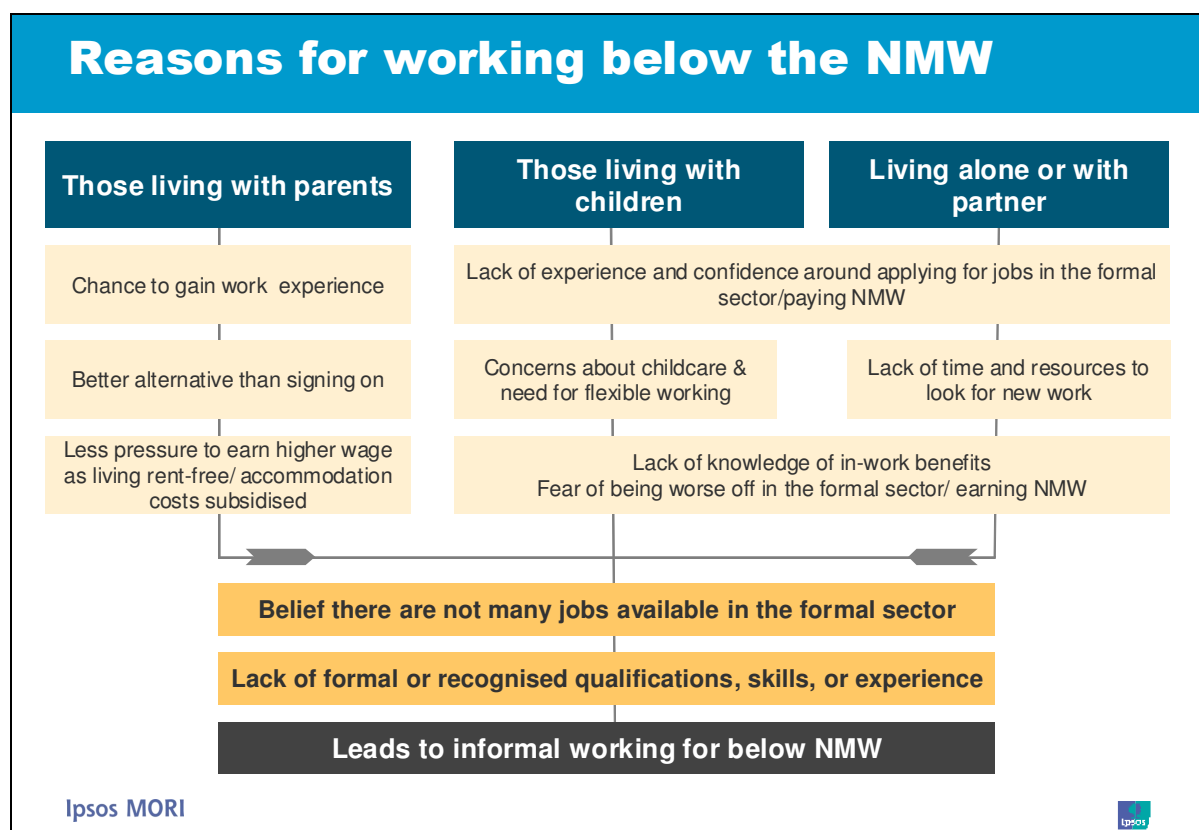 Reasons for working below the NMW
Those living with parents
Those living with
children
Living alone or with
partner
Chance to gain work experience
Lack of experience and confidence around applying for jobs in the formal
sector/paying NMW
Better alternative than signing on
Concerns about childcare &
need for flexible working
Lack of time and resources to
look for new work
Less pressure to earn higher wage
as living rent-free/ accommodation
costs subsidised
Lack of knowledge of in-work benefits
Fear of being worse off in the formal sector/ earning NMW
Belief there are not many jobs available in the formal sector
Lack of formal or recognised qualifications, skills, or experience
Leads to informal working for below NMW
Ipsos MORI
Ipsos